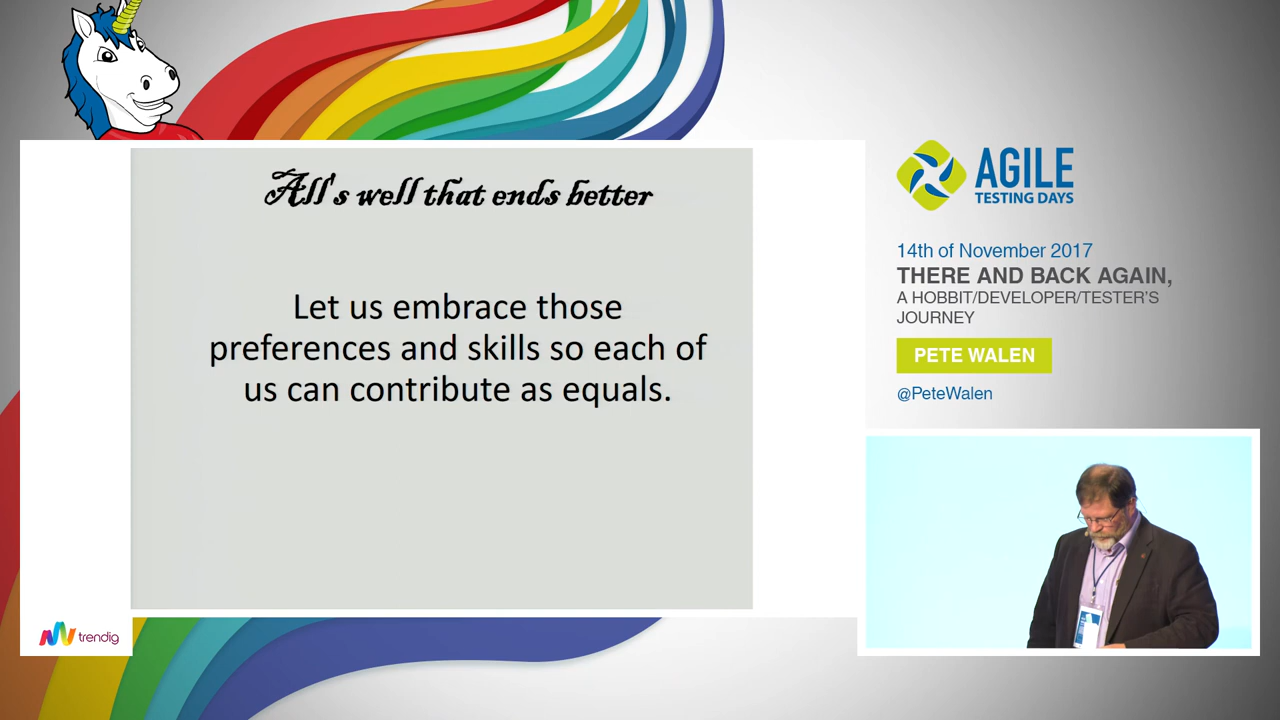 All's well that ends better
Let us embrace those
preferences and skills so each of
us can contribute as equals.
trendig
AGILE
TESTING DAYS
14th of November 2017
THERE AND BACK AGAIN,
A HOBBIT/DEVELOPER/TESTER'S
JOURNEY
PETE WALEN
@PeteWalen